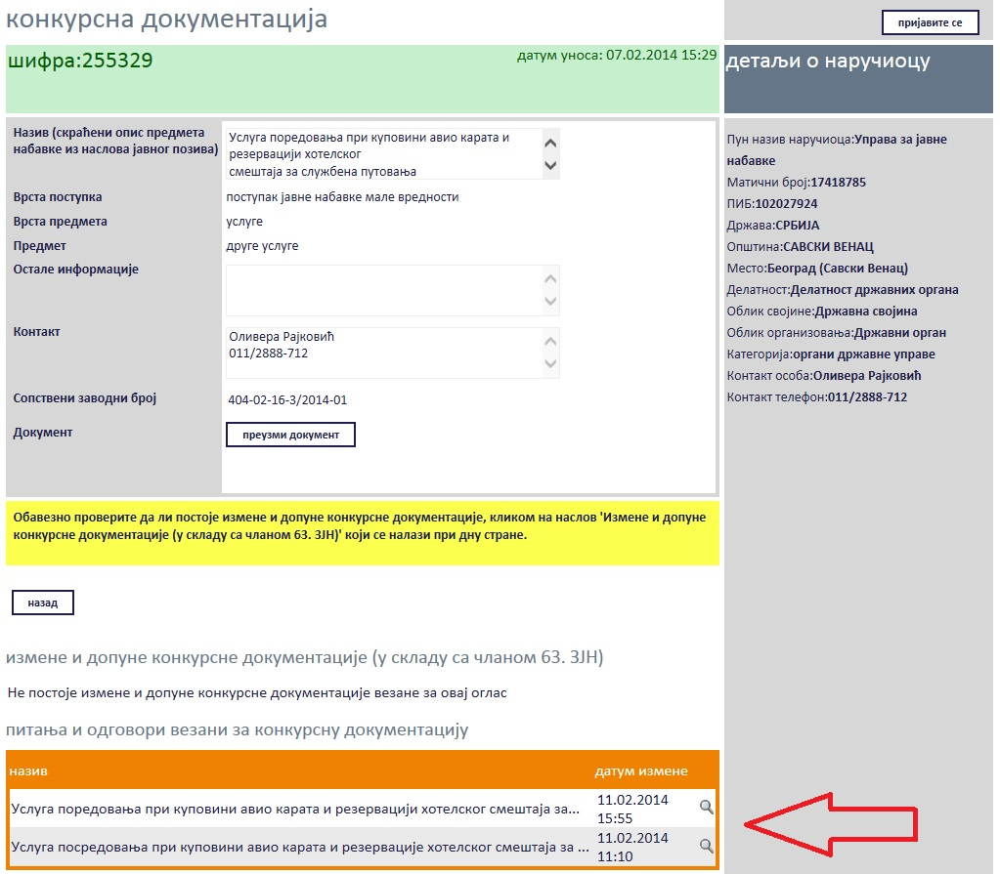 конкурсна документација
пријавите се
шифра:255329
датум уноса: 07.02.2014 15:29
детаљи о наручиоцу
Назив (скраћени опис предмета
набавке из наслова јавног позива)
Услуга поредовања при куповини авио карата и
резервацији хотелског
смештаја за службена путовања
Врста поступка
поступак јавне набавке мале вредности
Врста предмета
услуге
Предмет
друге услуге
Остале информације
Контакт
Оливера Рајковић
011/2888-712
Сопствени заводни број
404-02-16-3/2014-01
Документ
преузми документ
Пун назив наручиоца:Управа за јавне
набавке
Матични број:17418785
ПИБ:102027924
Држава:СРБИЈА
Општина:САВСКИ ВЕНАЦ
Место:Београд (Савски Венац)
Делатност:Делатност државних органа
Облик својине:Државна својина
Облик организовања:Државни орган
Категорија:органи државне управе
Контакт особа:Оливера Рајковић
Контакт телефон:011/2888-712
Обавезно проверите да ли постоје измене и допуне конкурсне документације, кликом на наслов 'Измене и допуне
конкурсне документације (у складу са чланом 63. ЗЈН)' који се налази при дну стране.
назад
измене и допуне конкурсне документације (у складу са чланом 63. ЗЈН)
Не постоје измене и допуне конкурсне документације везане за овај оглас
питања и одговори везани за конкурсну документацију
назив
датум измене
Услуга поредовања при куповини авио карата и резервацији хотелског смештаја за...
11.02.2014
15:55
Услуга посредовања при куповини авио карата и резервације хотелског смештаја за ...
11.02.2014
11:10